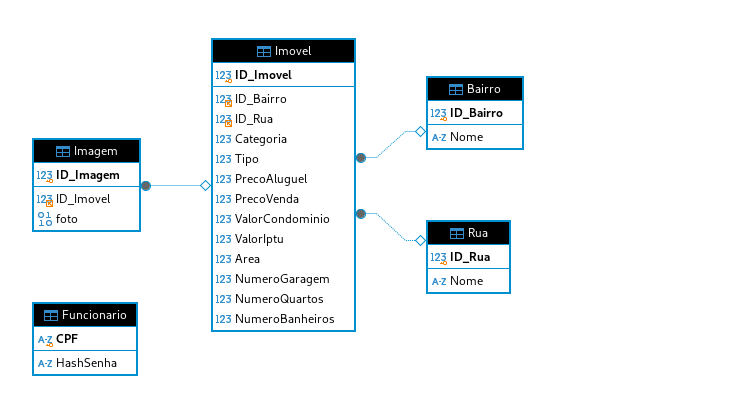 Imovel
123 ID_Imovel
123 ID_Bairro
123 ID_Rua
123 Categoria
123 Tipo
123 PrecoAluguel
123 PrecoVenda
123 ValorCondominio
123 ValorIptu
123 Area
123 NumeroGaragem
123 NumeroQuartos
123 NumeroBanheiros
Bairro
123 ID_Bairro
A-Z Nome
Imagem
123 ID_Imagem
123 ID_Imovel
010 foto
Rua
123 ID_Rua
A-Z Nome
Funcionario
A-Z CPF
A-Z HashSenha